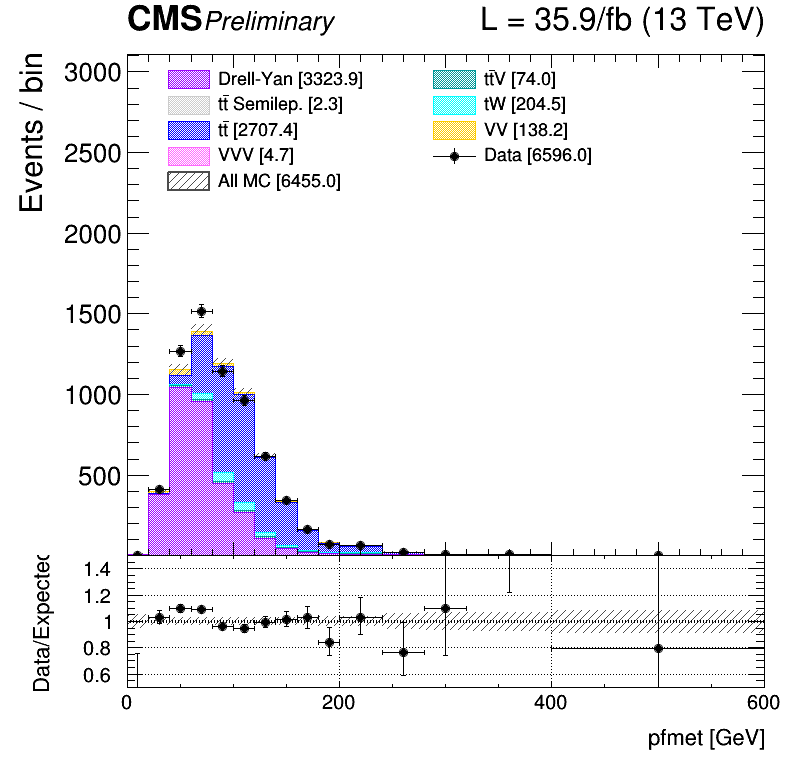 CMS Preliminary L = 35.9/fb (13 TeV)
Events / bin
3000
2500
2000
1500
1000
500
Drell-Yan [3323.9]
tt̄ Semilep. [2.3]
tt̄ [2707.4]
VVV [4.7]
All MC [6455.0]
tt̄V [74.0]
tW [204.5]
VV [138.2]
Data [6596.0]
Data/Expected
1.4
1.2
1
0.8
0.6
0 200 400 600
pfmet [GeV]